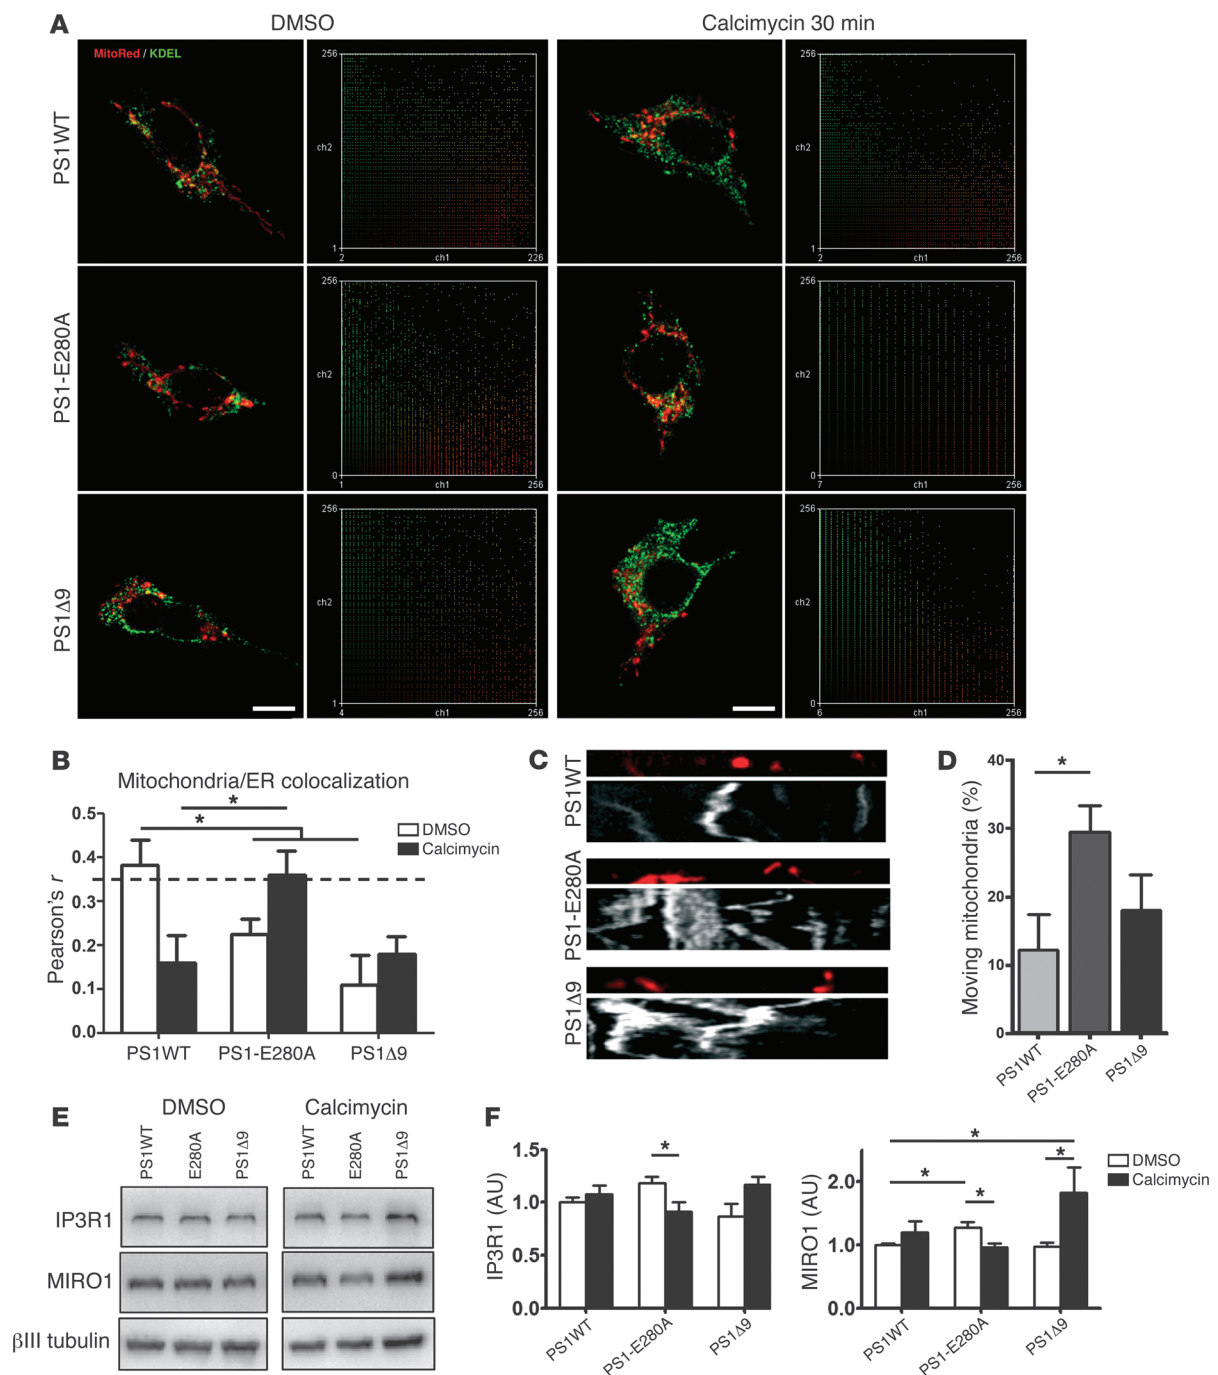 A
DMSO
Calcimycin 30 min
MitoRed / KDEL
PS1WT
256
ch2
1
2
ch1
226
256
ch2
1
2
ch1
256
PS1-E280A
256
ch2
0
1
ch1
256
256
ch2
0
7
ch1
256
PS1Δ9
256
ch2
1
4
ch1
256
256
ch2
0
6
ch1
256
B
Mitochondria/ER colocalization
Pearson's r
0.5
0.4
0.3
0.2
0.1
0.0
*
*
DMSO
Calcimycin
PS1WT
PS1-E280A
PS1Δ9
C
PS1WT
PS1-E280A
PS1Δ9
D
Moving mitochondria (%)
40
30
20
10
0
*
PS1WT
PS1-E280A
PS1Δ9
E
DMSO
Calcimycin
PS1WT
E280A
PS1Δ9
PS1WT
E280A
PS1Δ9
IP3R1
MIRO1
βIII tubulin
F
IP3R1 (AU)
1.5
1.0
0.5
0.0
*
PS1WT
PS1-E280A
PS1Δ9
MIRO1 (AU)
2.0
1.0
0.0
*
*
*
*
PS1WT
PS1-E280A
PS1Δ9
DMSO
Calcimycin